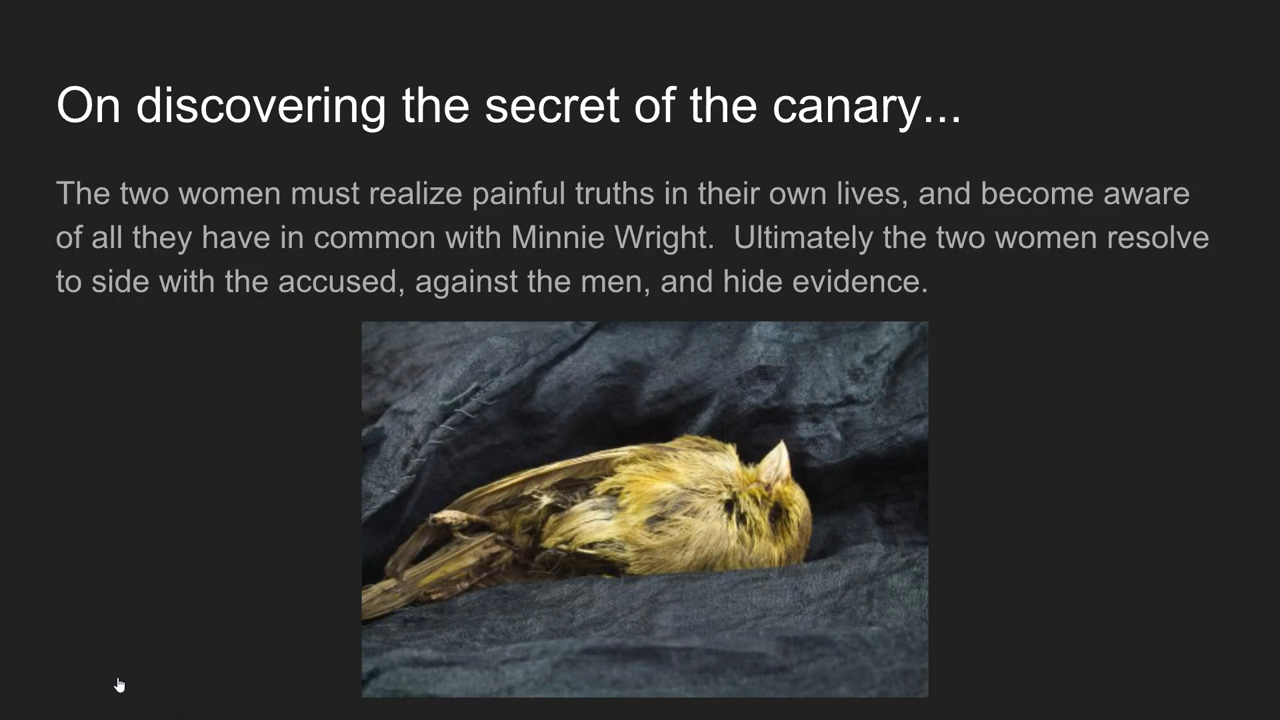 On discovering the secret of the canary...
The two women must realize painful truths in their own lives, and become aware
of all they have in common with Minnie Wright.  Ultimately the two women resolve
to side with the accused, against the men, and hide evidence.